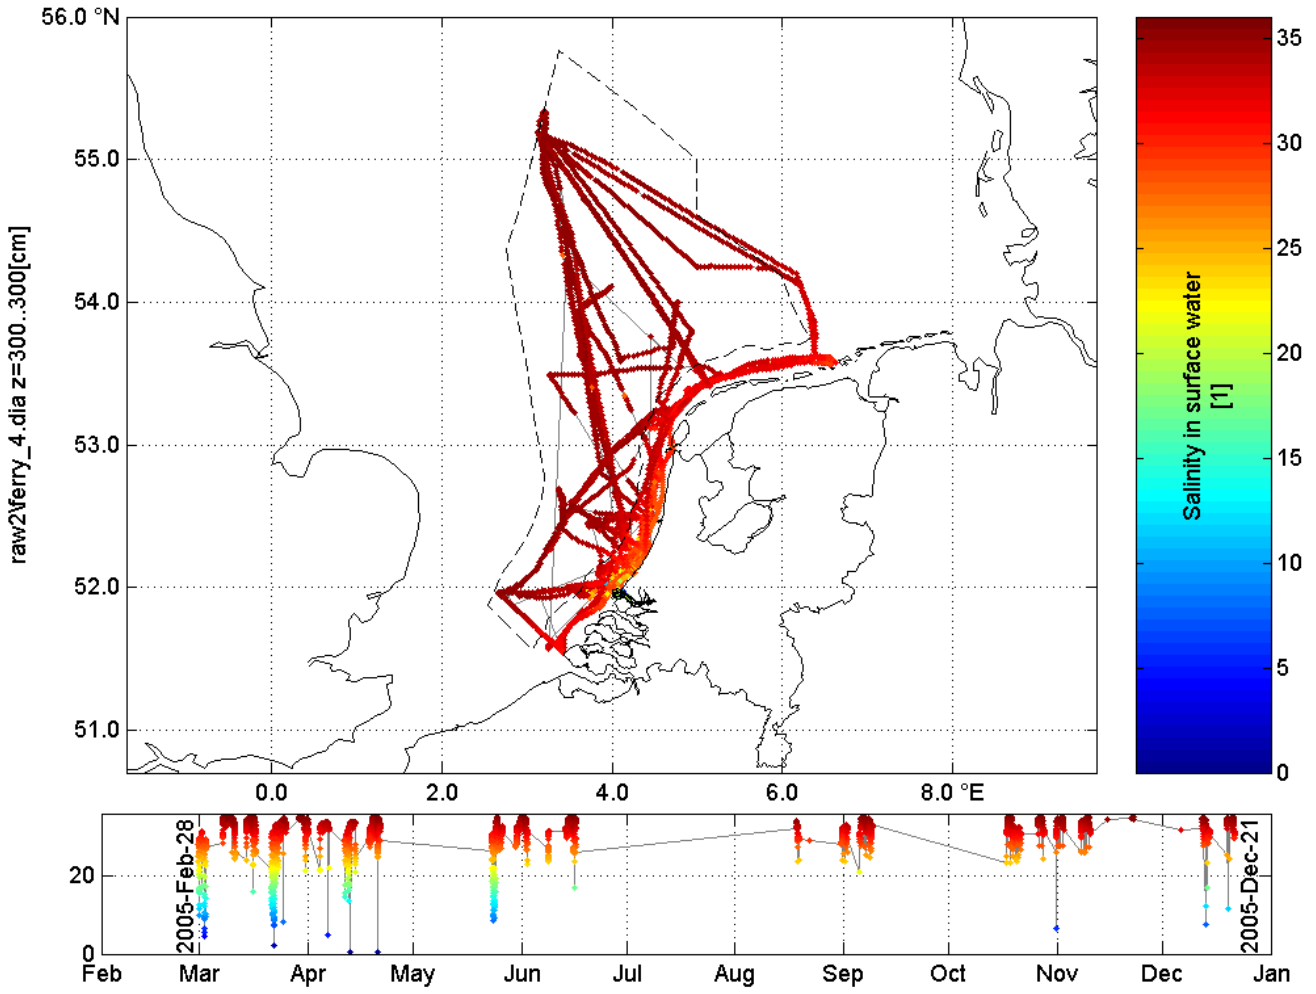 56.0 °N
55.0
54.0
53.0
52.0
51.0
raw2\ferry_4.dia z=300..300[cm]
0.0
2.0
4.0
6.0
8.0 °E
35
30
25
20
15
10
5
0
Salinity in surface water
[1]
20
0
2005-Feb-28
2005-Dec-21
Feb
Mar
Apr
May
Jun
Jul
Aug
Sep
Oct
Nov
Dec
Jan